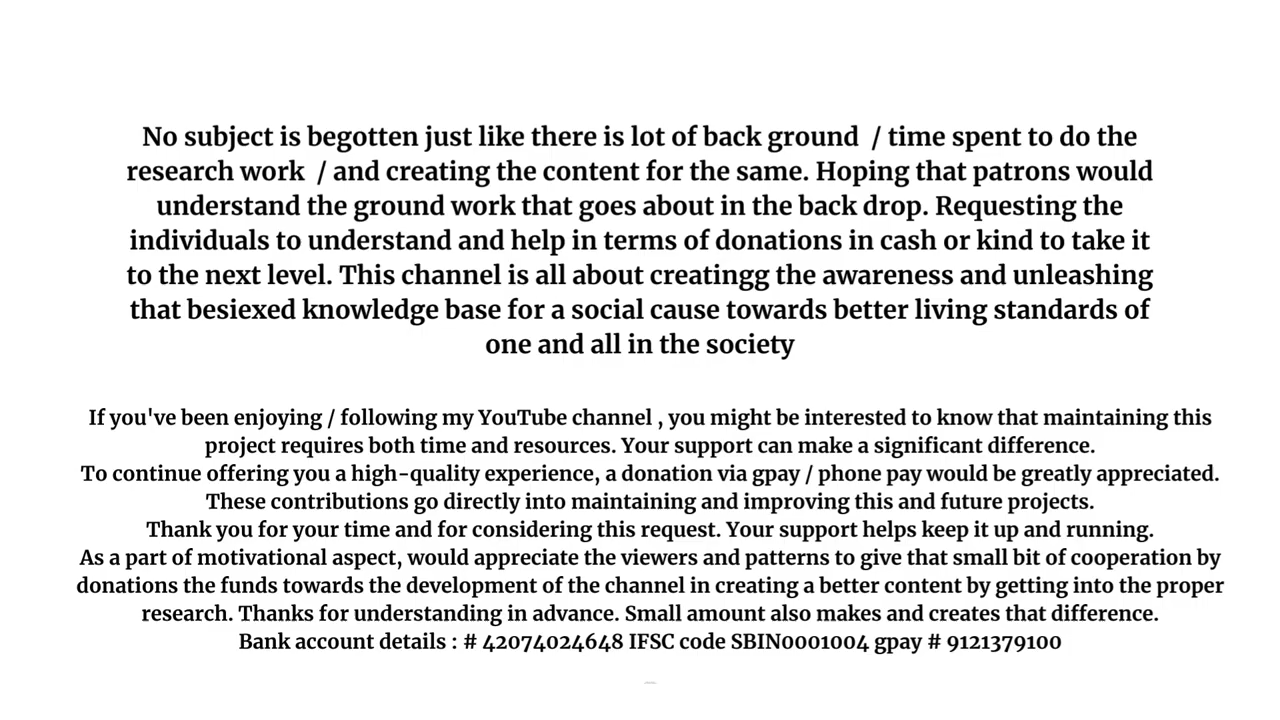 No subject is begotten just like there is lot of back ground / time spent to do the
research work / and creating the content for the same. Hoping that patrons would
understand the ground work that goes about in the back drop. Requesting the
individuals to understand and help in terms of donations in cash or kind to take it
to the next level. This channel is all about creatingg the awareness and unleashing
that besiexed knowledge base for a social cause towards better living standards of
one and all in the society
If you've been enjoying / following my YouTube channel , you might be interested to know that maintaining this
project requires both time and resources. Your support can make a significant difference.
To continue offering you a high-quality experience, a donation via gpay / phone pay would be greatly appreciated.
These contributions go directly into maintaining and improving this and future projects.
Thank you for your time and for considering this request. Your support helps keep it up and running.
As a part of motivational aspect, would appreciate the viewers and patterns to give that small bit of cooperation by
donations the funds towards the development of the channel in creating a better content by getting into the proper
research. Thanks for understanding in advance. Small amount also makes and creates that difference.
Bank account details : # 42074024648 IFSC code SBIN0001004 gpay # 9121379100